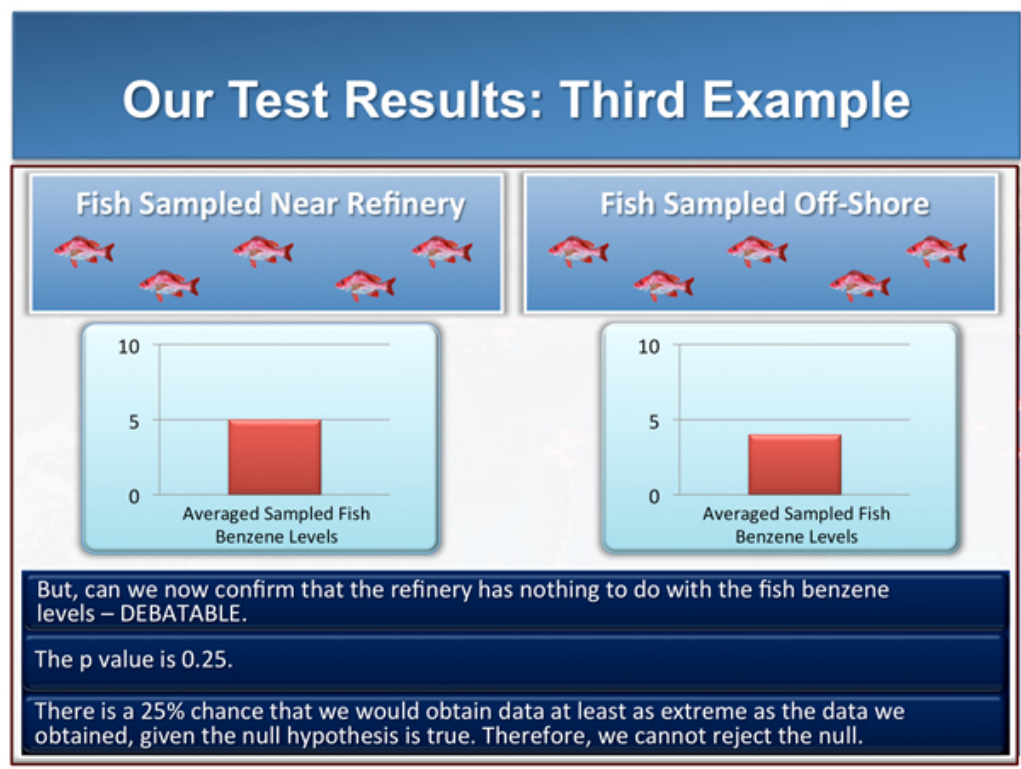 Our Test Results: Third Example
Fish Sampled Near Refinery
Fish Sampled Off-Shore
10
5
0
Averaged Sampled Fish
Benzene Levels
10
5
0
Averaged Sampled Fish
Benzene Levels
But, can we now confirm that the refinery has nothing to do with the fish benzene
levels – DEBATABLE.
The p value is 0.25.
There is a 25% chance that we would obtain data at least as extreme as the data we
obtained, given the null hypothesis is true. Therefore, we cannot reject the null.